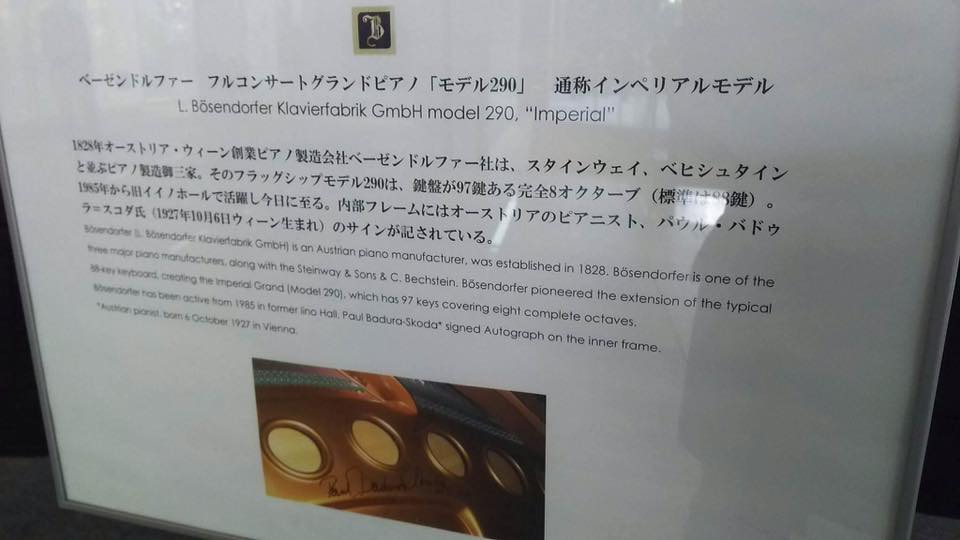 B
ベーゼンドルファー フルコンサートグランドピアノ「モデル290」 通称インペリアルモデル
L. Bösendorfer Klavierfabrik GmbH model 290, “Imperial”
1828年オーストリア・ウィーン創業ピアノ製造会社ベーゼンドルファー社は、スタインウェイ、ベヒシュタイン
と並ぶピアノ製造御三家。そのフラッグシップモデル290は、鍵盤が97鍵ある完全8オクターブ（標準は88鍵）。
1985年から旧イイノホールで活躍し今日に至る。内部フレームにはオーストリアのピアニスト、パウル・バドゥ
ラ＝スコダ氏（1927年10月6日ウィーン生まれ）のサインが記されている。
Bösendorfer (L. Bösendorfer Klavierfabrik GmbH) is an Austrian piano manufacturer, was established in 1828. Bösendorfer is one of the
three major piano manufacturers, along with the Steinway & Sons & C. Bechstein. Bösendorfer pioneered the extension of the typical
88-key keyboard, creating the Imperial Grand (Model 290), which has 97 keys covering eight complete octaves.
Bösendorfer has been active from 1985 in former Iino Hall. Paul Badura-Skoda* signed Autograph on the inner frame.
*Austrian pianist, born 6 October 1927 in Vienna.
Paul Badura-Skoda